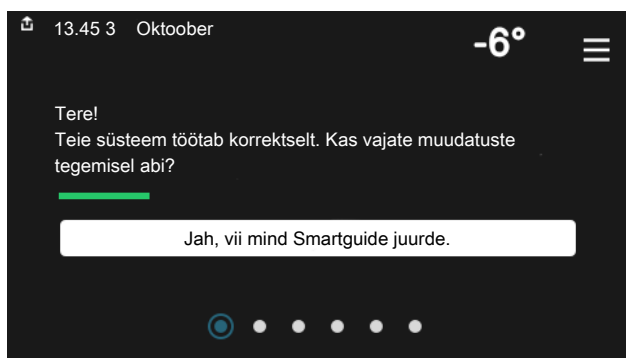 13.45 3 Oktoober
-6°
Tere!
Teie süsteem töötab korrektselt. Kas vajate muudatuste
tegemisel abi?
Jah, vii mind Smartguide juurde.